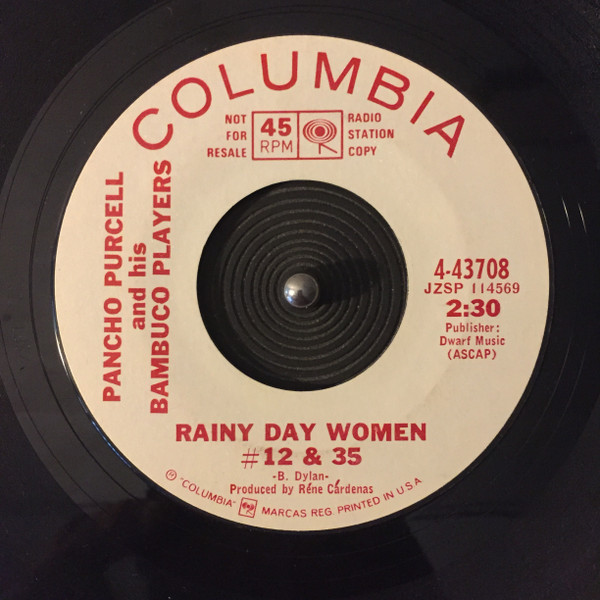 COLUMBIA
NOT
FOR
RESALE
45
RPM
RADIO
STATION
COPY
PANCHO PURCELL
and his
BAMBUCO PLAYERS
4-43708
JZSP 114569
2:30
Publisher:
Dwarf Music
(ASCAP)
RAINY DAY WOMEN
#12 & 35
-B. Dylan-
Produced by Réne Cárdenas
℗ "COLUMBIA" MARCAS REG. PRINTED IN U.S.A